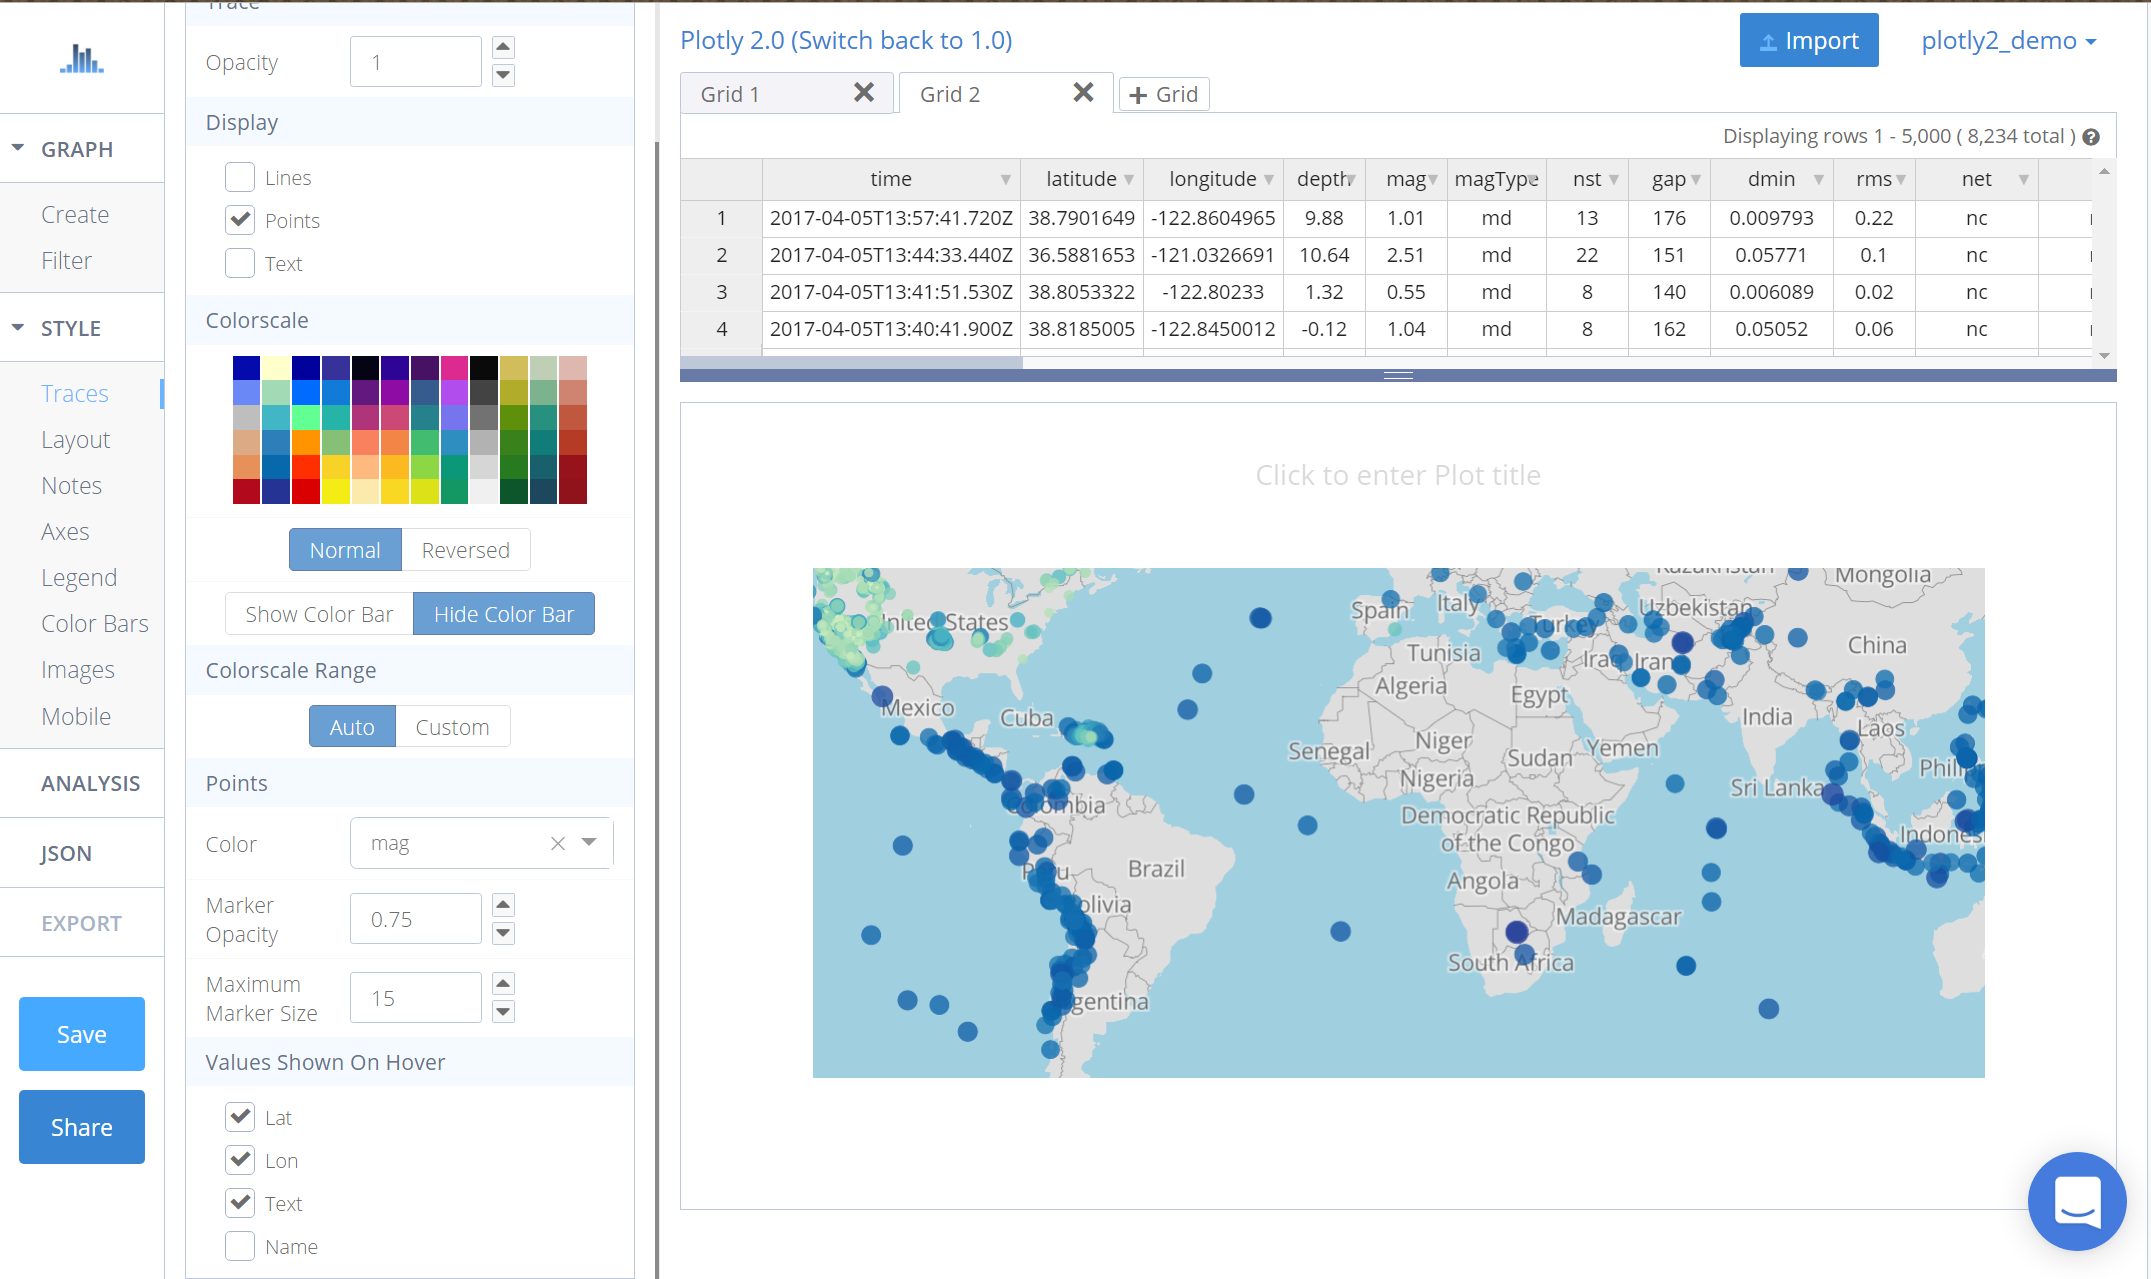 Trace
Opacity
1
Display
Lines
Points
Text
Colorscale
Normal
Reversed
Show Color Bar
Hide Color Bar
Colorscale Range
Auto
Custom
Points
Color
mag
Marker
Opacity
0.75
Maximum
Marker Size
15
Values Shown On Hover
Lat
Lon
Text
Name
GRAPH
Create
Filter
STYLE
Traces
Layout
Notes
Axes
Legend
Color Bars
Images
Mobile
ANALYSIS
JSON
EXPORT
Save
Share
Plotly 2.0 (Switch back to 1.0)
Import
plotly2_demo
Grid 1
Grid 2
+ Grid
Displaying rows 1 - 5,000 ( 8,234 total )
time latitude longitude depth mag magType nst gap dmin rms net
1 2017-04-05T13:57:41.720Z 38.7901649 -122.8604965 9.88 1.01 md 13 176 0.009793 0.22 nc
2 2017-04-05T13:44:33.440Z 36.5881653 -121.0326691 10.64 2.51 md 22 151 0.05771 0.1 nc
3 2017-04-05T13:41:51.530Z 38.8053322 -122.80233 1.32 0.55 md 8 140 0.006089 0.02 nc
4 2017-04-05T13:40:41.900Z 38.8185005 -122.8450012 -0.12 1.04 md 8 162 0.05052 0.06 nc
Click to enter Plot title
Kazakhstan
Mongolia
United States
Spain
Italy
Turkey
Uzbekistan
China
Tunisia
Iraq
Iran
Algeria
Egypt
Mexico
Cuba
India
Laos
Senegal
Niger
Sudan
Yemen
Nigeria
Sri Lanka
Phili
Colombia
Democratic Republic
of the Congo
Indones
Peru
Brazil
Angola
Bolivia
Madagascar
South Africa
Argentina